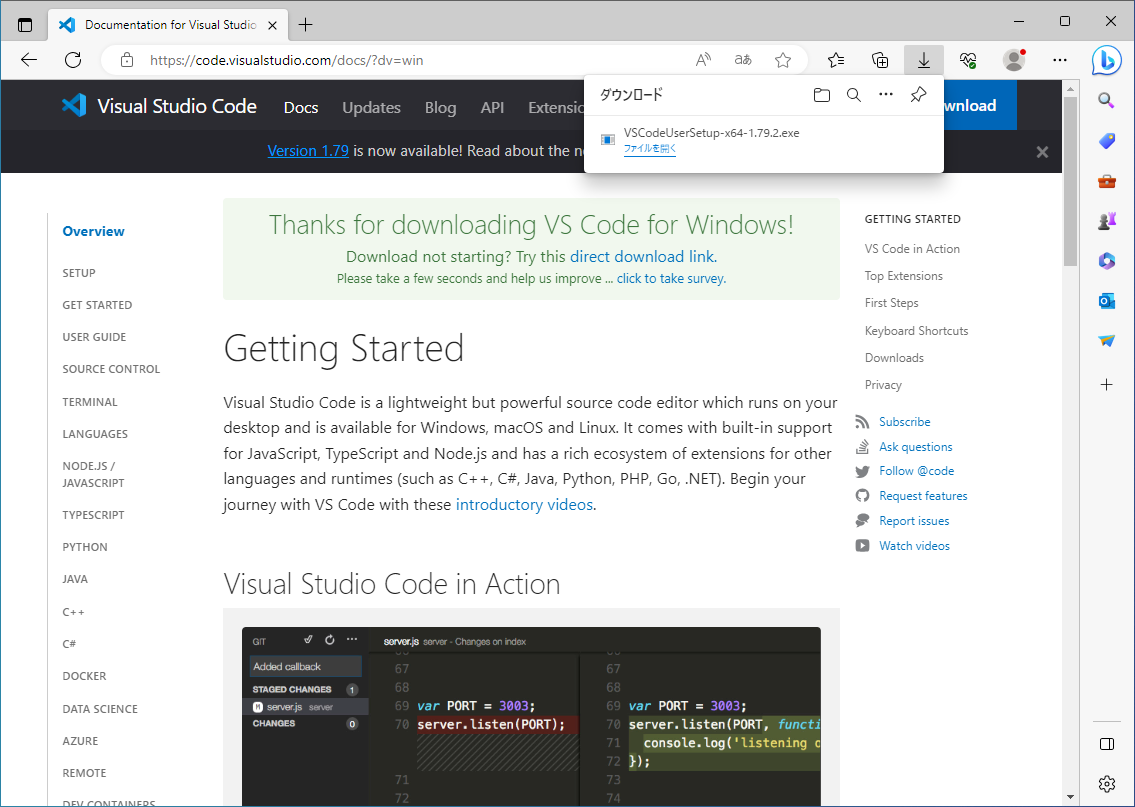 Documentation for Visual Studio
https://code.visualstudio.com/docs/?dv=win
ダウンロード
VSCodeUserSetup-x64-1.79.2.exe
ファイルを開く
Visual Studio Code
Docs
Updates
Blog
API
Extensio
wnload
Version 1.79 is now available! Read about the ne
Overview
SETUP
GET STARTED
USER GUIDE
SOURCE CONTROL
TERMINAL
LANGUAGES
NODE.JS /
JAVASCRIPT
TYPESCRIPT
PYTHON
JAVA
C++
C#
DOCKER
DATA SCIENCE
AZURE
REMOTE
DEV CONTAINERS
Thanks for downloading VS Code for Windows!
Download not starting? Try this direct download link.
Please take a few seconds and help us improve ... click to take survey.
Getting Started
Visual Studio Code is a lightweight but powerful source code editor which runs on your
desktop and is available for Windows, macOS and Linux. It comes with built-in support
for JavaScript, TypeScript and Node.js and has a rich ecosystem of extensions for other
languages and runtimes (such as C++, C#, Java, Python, PHP, Go, .NET). Begin your
journey with VS Code with these introductory videos.
Visual Studio Code in Action
GIT
Added callback
STAGED CHANGES 1
M server.js server
CHANGES 0
server.js server - Changes on index
66
67
68
69 var PORT = 3003;
70 server.listen(PORT);
71
72
66
67
68
69 var PORT = 3003;
70 server.listen(PORT, functi
71 console.log('listening o
72 });
73
74
GETTING STARTED
VS Code in Action
Top Extensions
First Steps
Keyboard Shortcuts
Downloads
Privacy
Subscribe
Ask questions
Follow @code
Request features
Report issues
Watch videos